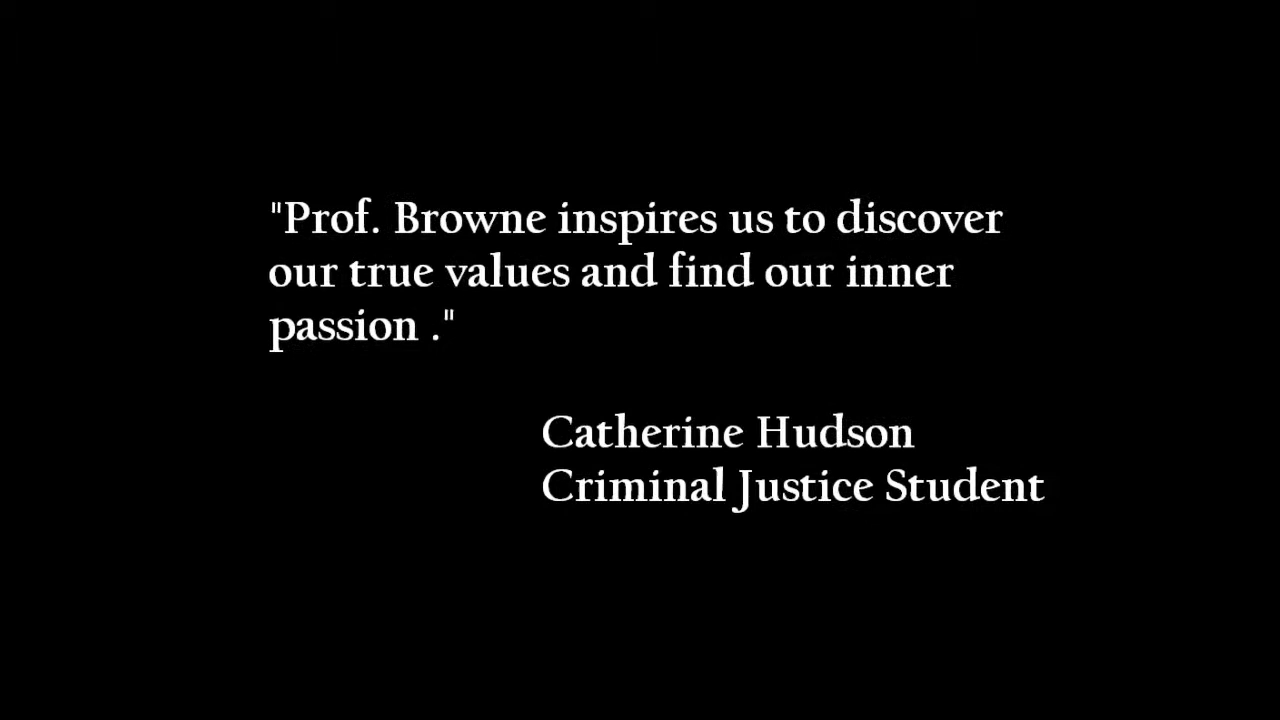 "Prof. Browne inspires us to discover
our true values and find our inner
passion ."
Catherine Hudson
Criminal Justice Student